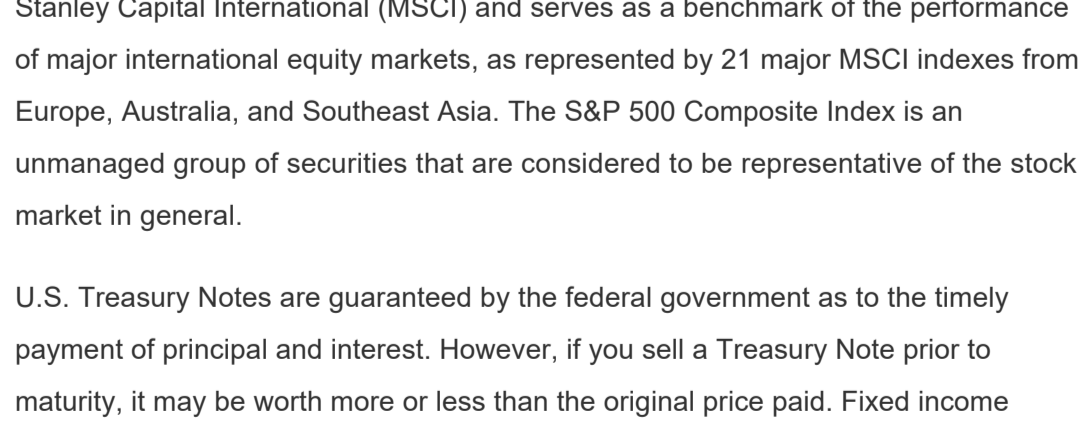 Stanley Capital International (MSCI) and serves as a benchmark of the performance
of major international equity markets, as represented by 21 major MSCI indexes from
Europe, Australia, and Southeast Asia. The S&P 500 Composite Index is an
unmanaged group of securities that are considered to be representative of the stock
market in general.
U.S. Treasury Notes are guaranteed by the federal government as to the timely
payment of principal and interest. However, if you sell a Treasury Note prior to
maturity, it may be worth more or less than the original price paid. Fixed income